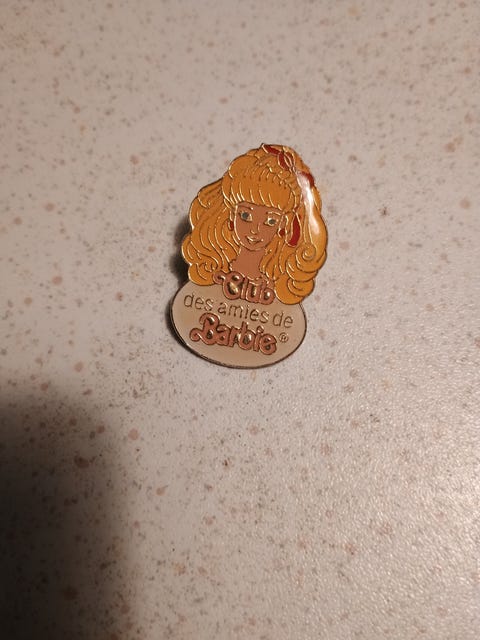 Club
des amies de
Barbie®